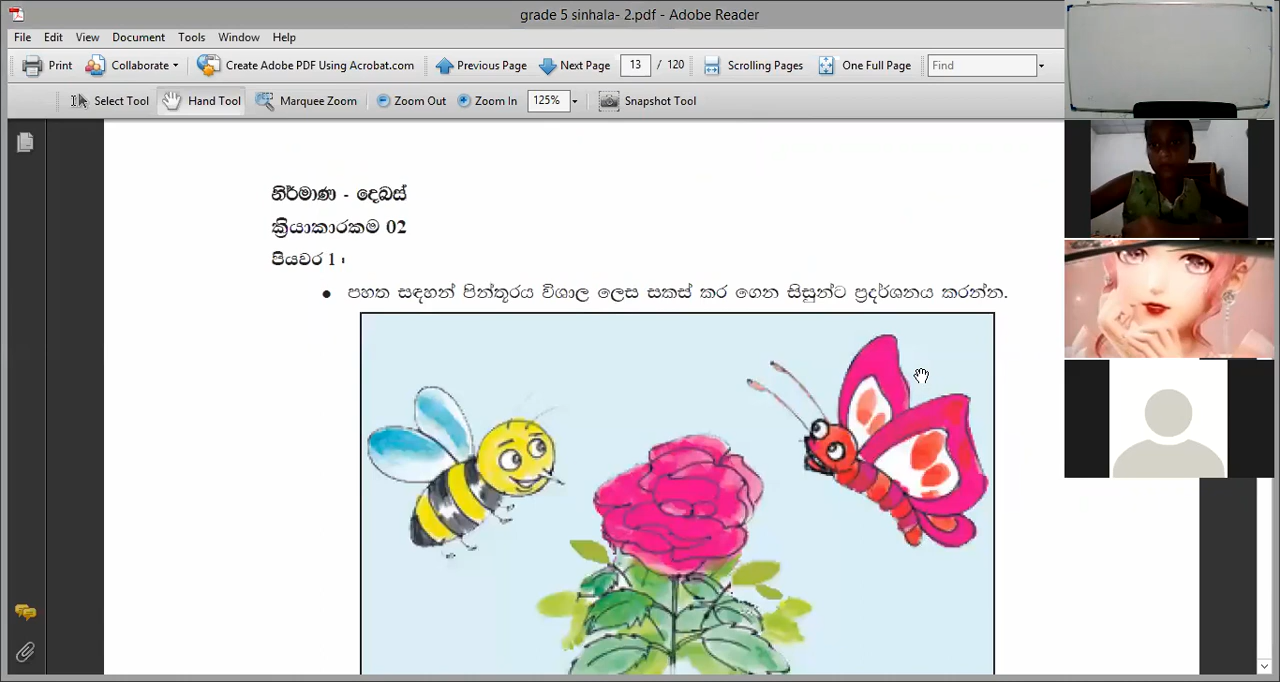 grade 5 sinhala- 2.pdf - Adobe Reader
File Edit View Document Tools Window Help
Print Collaborate Create Adobe PDF Using Acrobat.com Previous Page Next Page 13 / 120 Scrolling Pages One Full Page Find
Select Tool Hand Tool Marquee Zoom Zoom Out Zoom In 125% Snapshot Tool
නිර්මාණ - දෙබස්
ක්‍රියාකාරකම 02
පියවර 1 ෸
• පහත සඳහන් පින්තූරය විශාල ලෙස සකස් කර ගෙන සිසුන්ට ප්‍රදර්ශනය කරන්න.